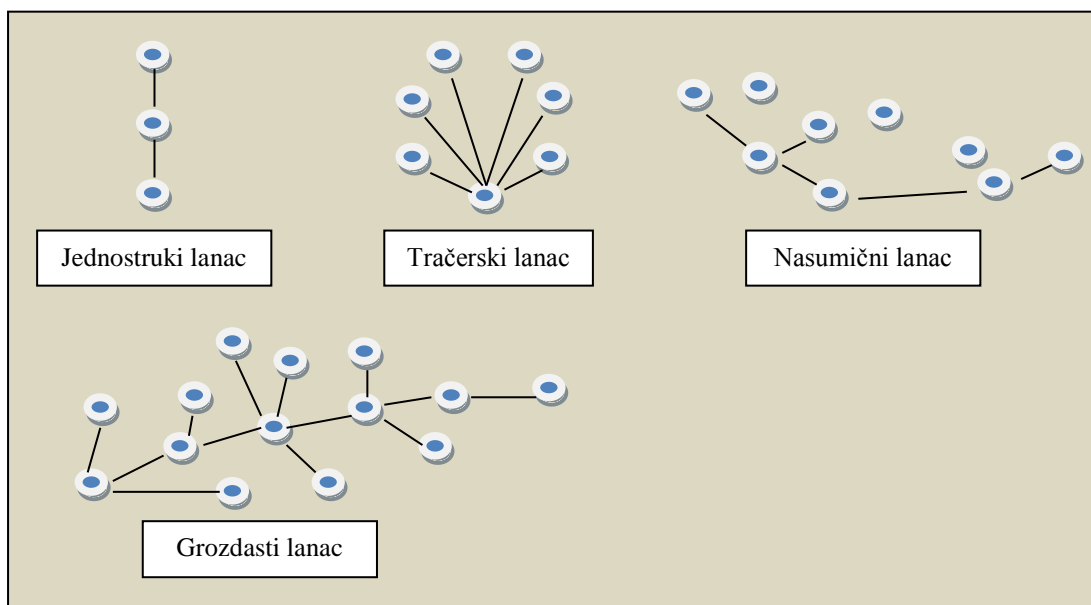 Jednostruki lanac
Tračerski lanac
Nasumični lanac
Grozdasti lanac